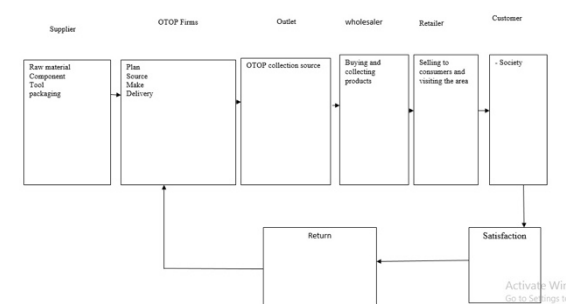 Supplier
OTOP Firms
Outlet
wholesaler
Retailer
Customer
Raw material
Component
Tool
packaging
Plan
Source
Make
Delivery
OTOP collection source
Buying and
collecting
products
Selling to
consumers and
visiting the area
- Society
Return
Satisfaction
Activate Wi
Go to Settings t